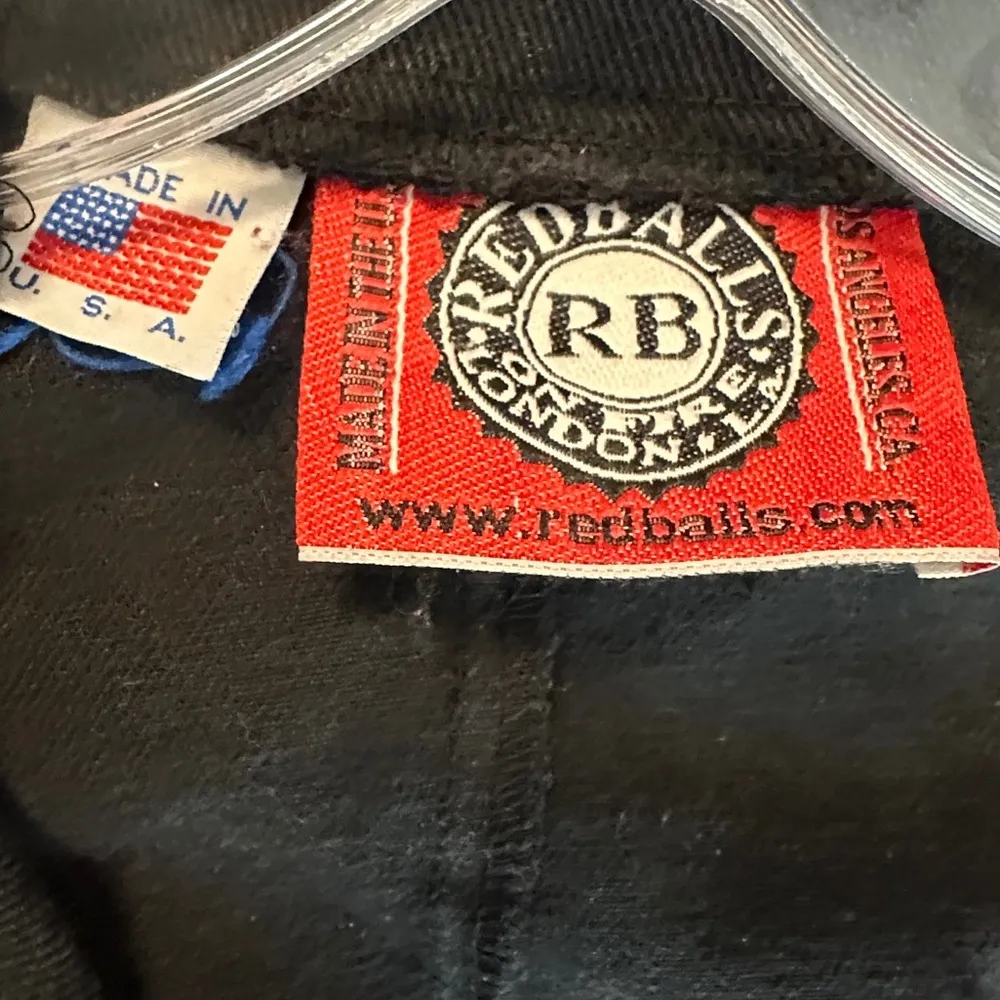 MADE IN
U. S. A.
MADE IN THE
REDBALLS
RB
ON FIRE
LONDON • L.A.
ANGELES CA
www.redballs.com